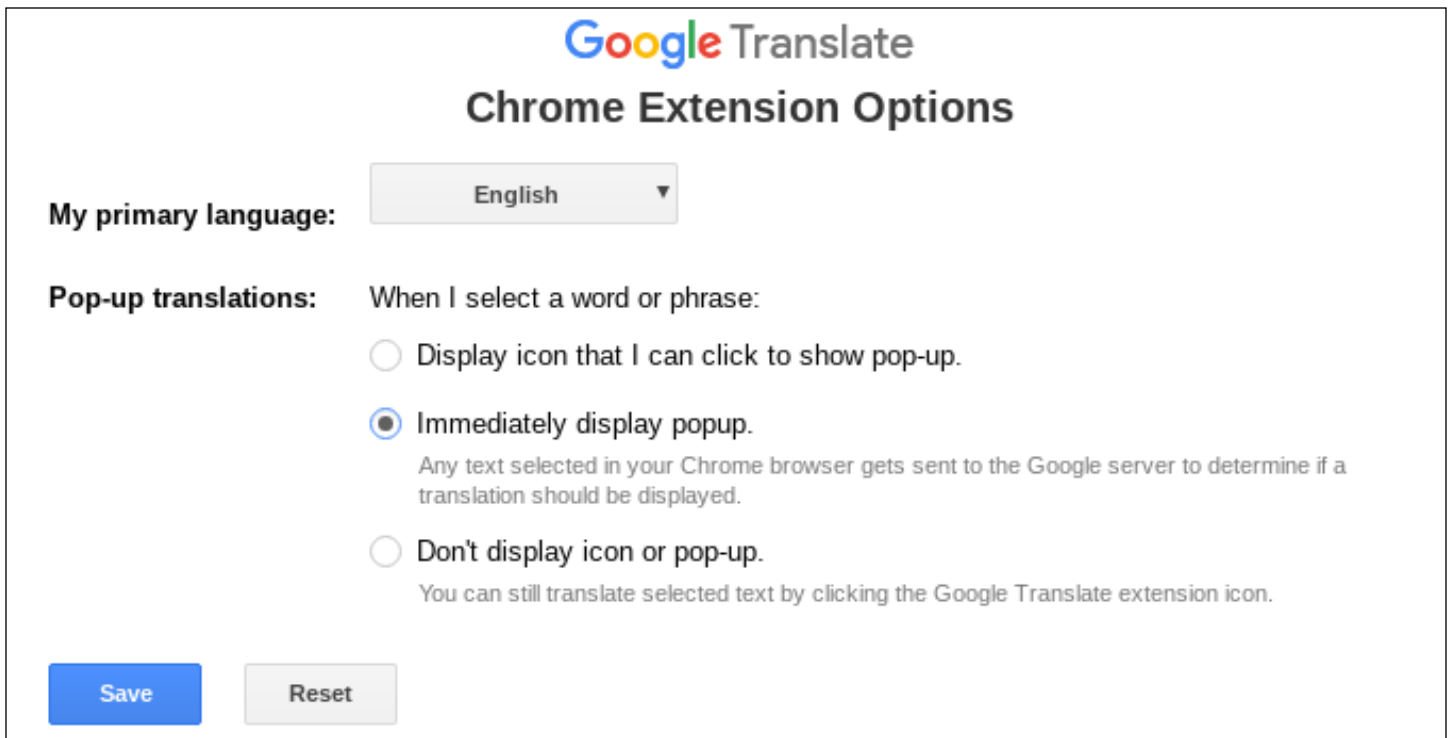 Google Translate
Chrome Extension Options
My primary language:
English
Pop-up translations:
When I select a word or phrase:
Display icon that I can click to show pop-up.
Immediately display popup.
Any text selected in your Chrome browser gets sent to the Google server to determine if a
translation should be displayed.
Don't display icon or pop-up.
You can still translate selected text by clicking the Google Translate extension icon.
Save
Reset